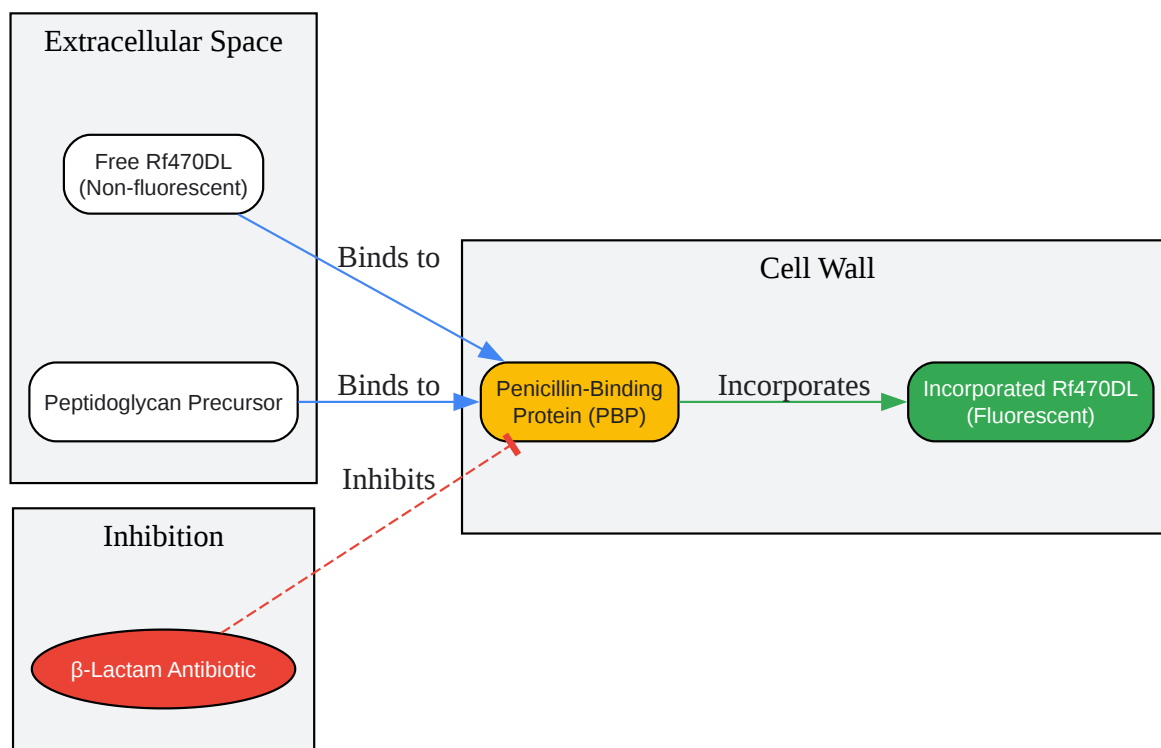 Extracellular Space
Free Rf470DL
(Non-fluorescent)
Binds to
Cell Wall
Peptidoglycan Precursor
Binds to
Penicillin-Binding
Protein (PBP)
Incorporates
Incorporated Rf470DL
(Fluorescent)
Inhibits
Inhibition
β-Lactam Antibiotic